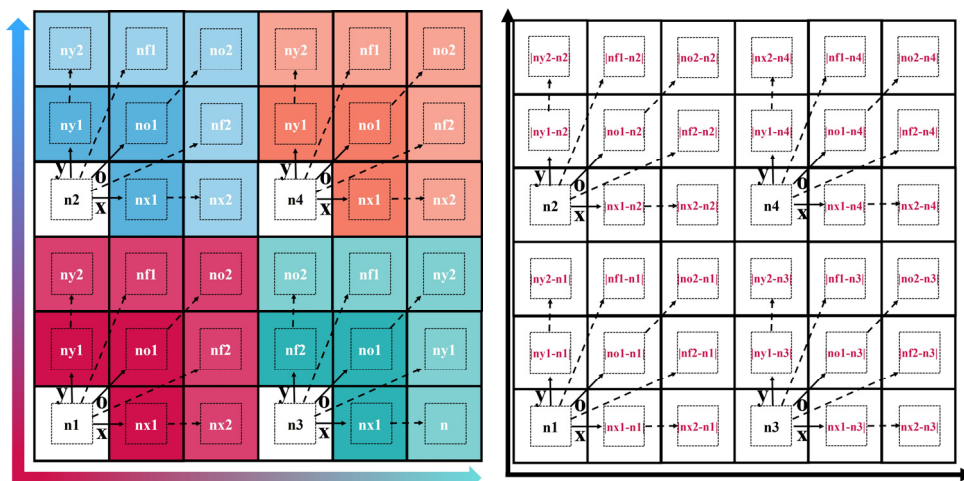 ny2 nf1 no2 ny2 nf1 no2
ny1 no1 nf2 ny1 no1 nf2
y o y o
n2 x nx1 nx2 n4 x nx1 nx2
ny2 nf1 no2 no2 nf1 ny2
ny1 no1 nf2 nf2 no1 ny1
y o y o
n1 x nx1 nx2 n3 x nx1 n
|ny2-n2| |nf1-n2| |no2-n2| |nx2-n4| |nf1-n4| |no2-n4|
|ny1-n2| |no1-n2| |nf2-n2| |ny1-n4| |no1-n4| |nf2-n4|
y o y o
n2 x |nx1-n2| |nx2-n2| n4 x |nx1-n4| |nx2-n4|
|ny2-n1| |nf1-n1| |no2-n1| |ny2-n3| |nf1-n3| |no2-n3|
|ny1-n1| |no1-n1| |nf2-n1| |ny1-n3| |no1-n3| |nf2-n3|
y o y o
n1 x |nx1-n1| |nx2-n1| n3 x |nx1-n3| |nx2-n3|